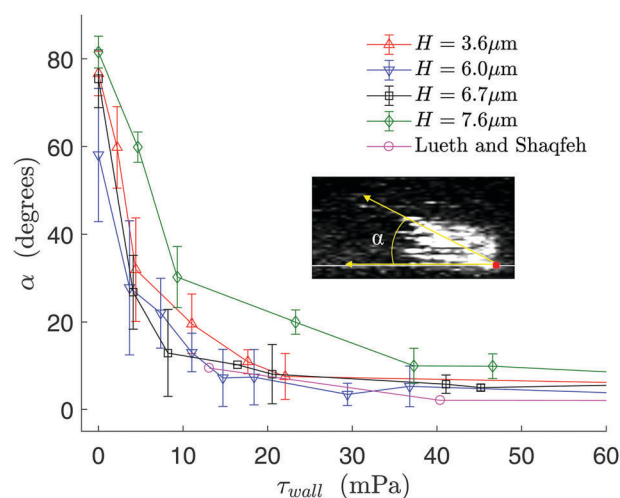 80
60
40
20
0
α (degrees)
H = 3.6μm
H = 6.0μm
H = 6.7μm
H = 7.6μm
Lueth and Shaqfeh
α
0 10 20 30 40 50 60
τwall (mPa)